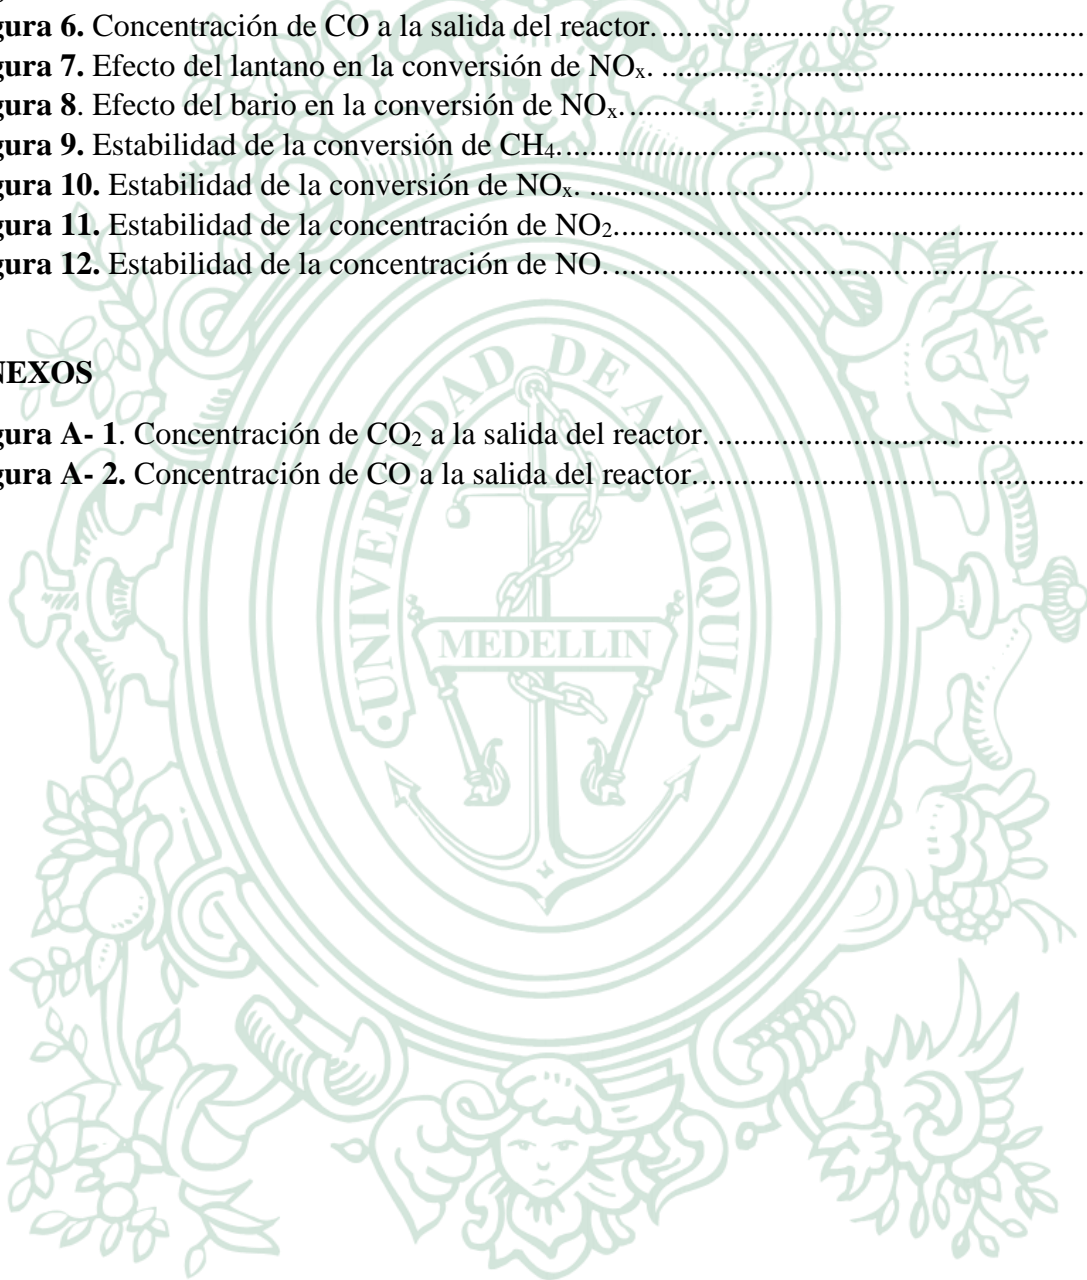 gura 6. Concentración de CO a la salida del reactor.
gura 7. Efecto del lantano en la conversión de NOx.
gura 8. Efecto del bario en la conversión de NOx.
gura 9. Estabilidad de la conversión de CH4.
gura 10. Estabilidad de la conversión de NOx.
gura 11. Estabilidad de la concentración de NO2.
gura 12. Estabilidad de la concentración de NO.
NEXOS
gura A- 1. Concentración de CO2 a la salida del reactor.
gura A- 2. Concentración de CO a la salida del reactor.
UNIVERSIDAD DE ANTIOQUIA
MEDELLIN